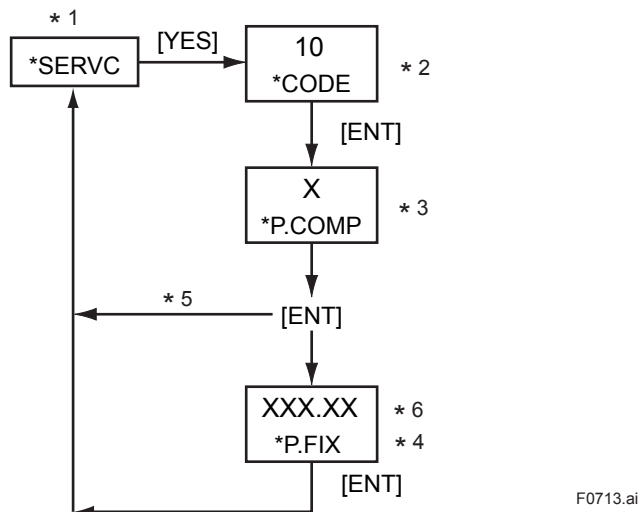 * 1
*SERVC
[YES]
10
*CODE
* 2
[ENT]
X
*P.COMP
* 3
* 5
[ENT]
XXX.XX
* 6
*P.FIX
* 4
[ENT]
F0713.ai